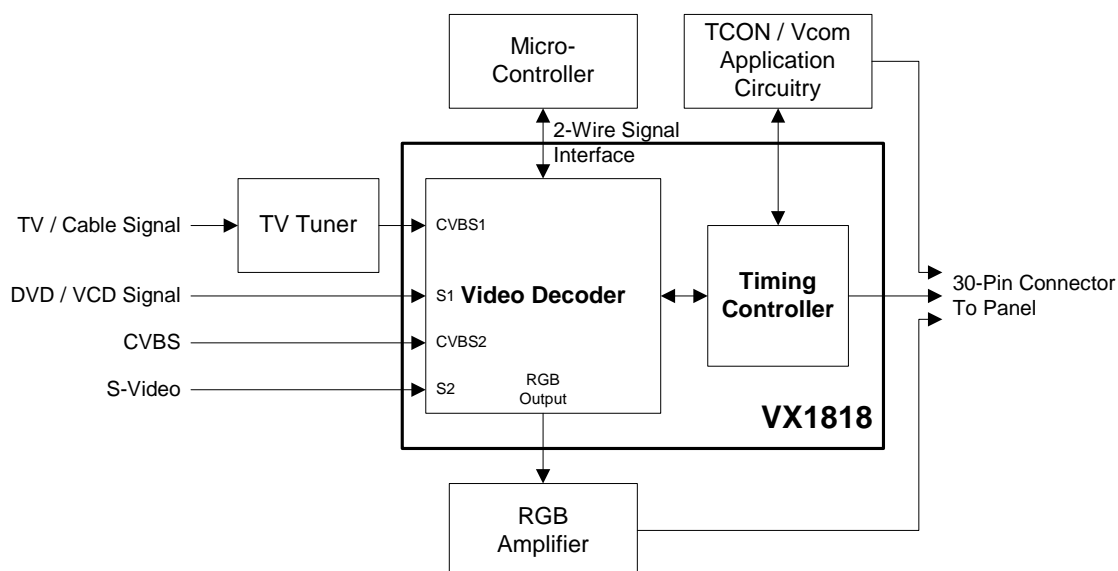 Micro-
Controller
TCON / Vcom
Application
Circuitry
2-Wire Signal
Interface
TV / Cable Signal
TV Tuner
CVBS1
DVD / VCD Signal
S1
Video Decoder
Timing
Controller
30-Pin Connector
To Panel
CVBS
CVBS2
S-Video
S2
RGB
Output
VX1818
RGB
Amplifier